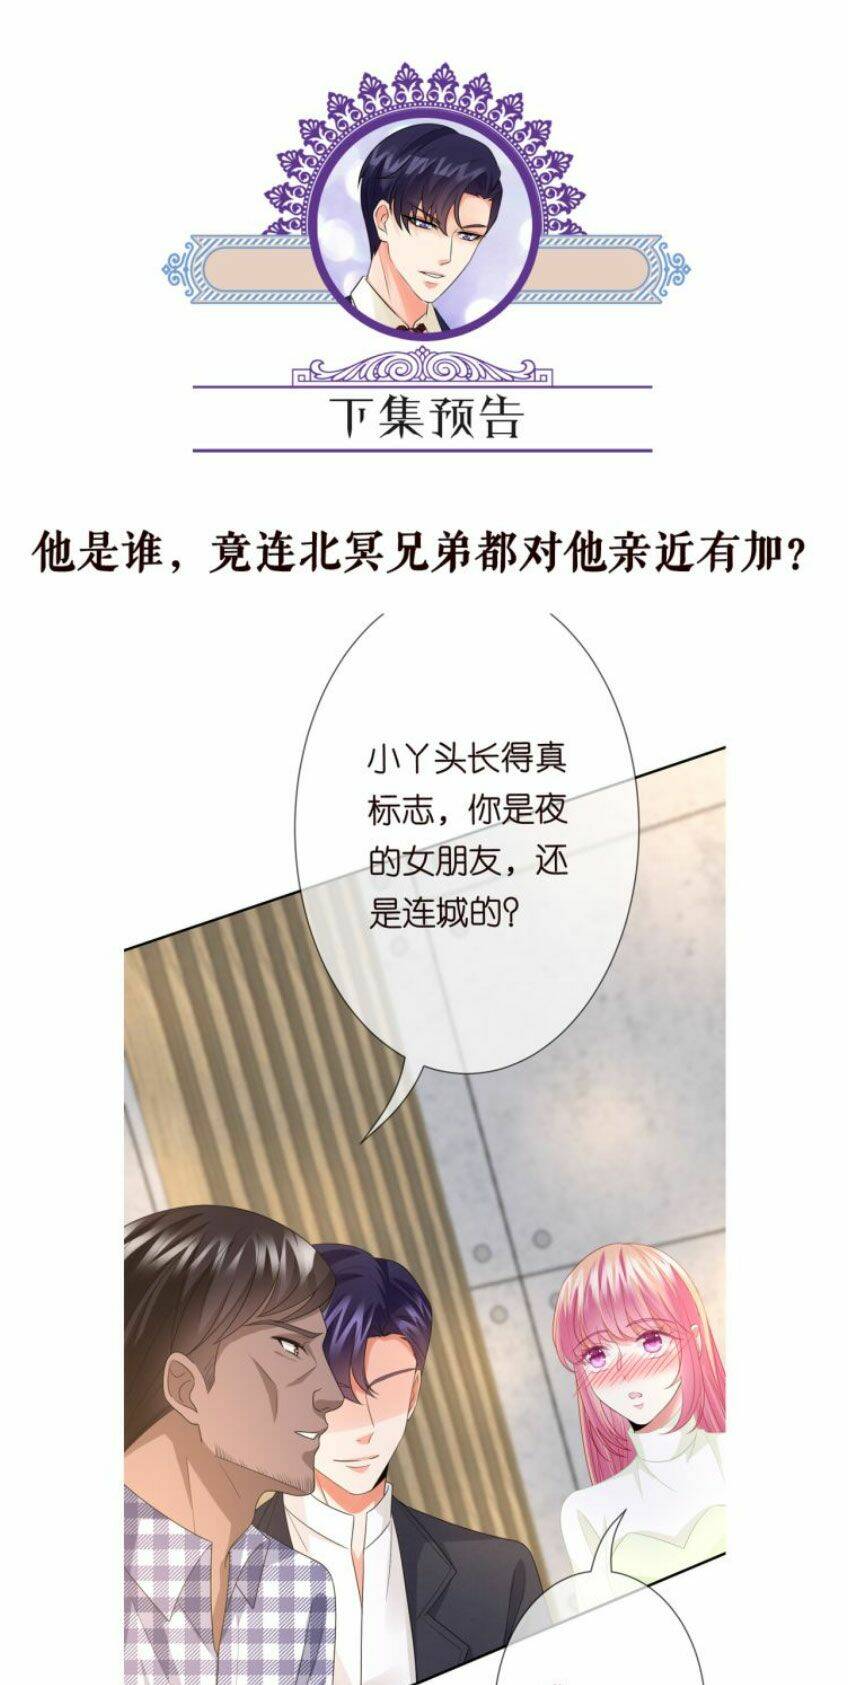 下集预告
他是谁，竟连北冥兄弟都对他亲近有加？
小丫头长得真
标志，你是夜
的女朋友，还
是连城的？